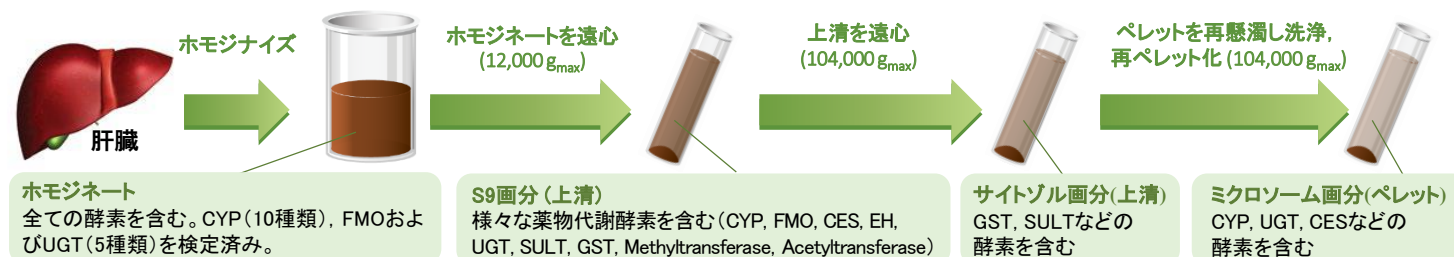 ホモジナイズ
ホモジネートを遠心
(12,000 gmax)
上清を遠心
(104,000 gmax)
ペレットを再懸濁し洗浄,
再ペレット化 (104,000 gmax)
肝臓
ホモジネート
全ての酵素を含む。CYP(10種類), FMOおよ
びUGT(5種類)を検定済み。
S9画分 (上清)
様々な薬物代謝酵素を含む(CYP, FMO, CES, EH,
UGT, SULT, GST, Methyltransferase, Acetyltransferase)
サイトゾル画分(上清)
GST, SULTなどの
酵素を含む
ミクロソーム画分(ペレット)
CYP, UGT, CESなどの
酵素を含む